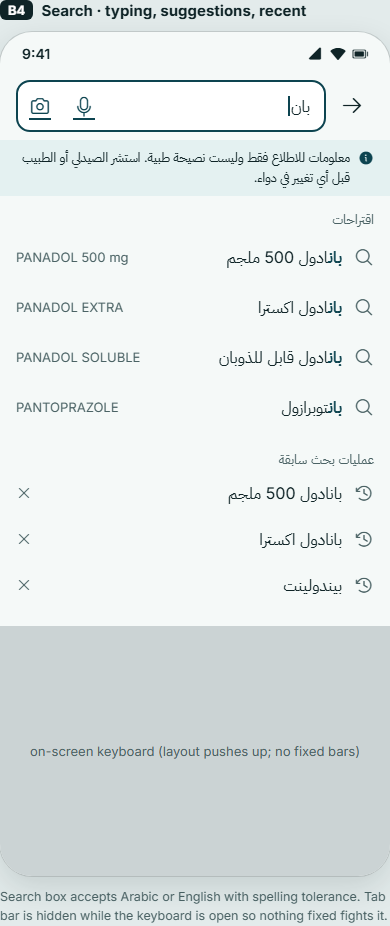 B4 Search · typing, suggestions, recent
9:41
بان
معلومات للاطلاع فقط وليست نصيحة طبية. استشر الصيدلي أو الطبيب
قبل أي تغيير في دواء.
اقتراحات
بانادول 500 ملجم PANADOL 500 mg
بانادول اكسترا PANADOL EXTRA
بانادول قابل للذوبان PANADOL SOLUBLE
بانتوبرازول PANTOPRAZOLE
عمليات بحث سابقة
بانادول 500 ملجم
بانادول اكسترا
بيندولينت
on-screen keyboard (layout pushes up; no fixed bars)
Search box accepts Arabic or English with spelling tolerance. Tab
bar is hidden while the keyboard is open so nothing fixed fights it.